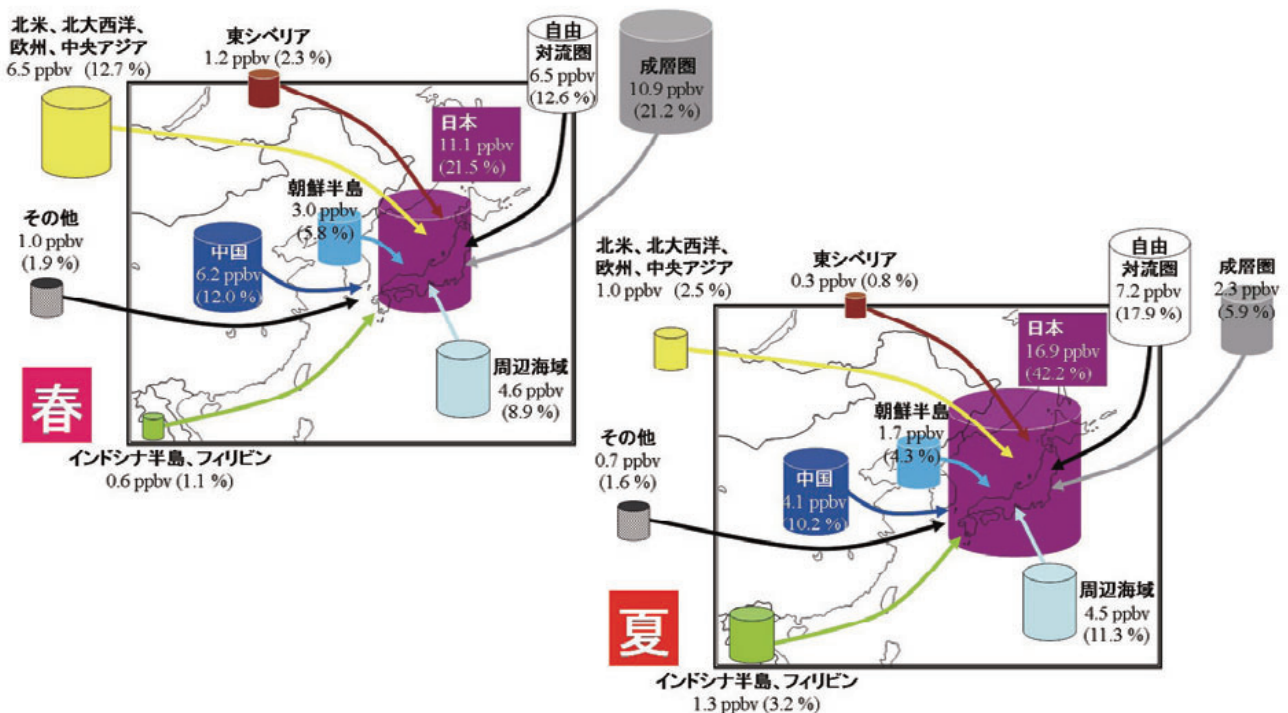 北米、北大西洋、
欧州、中央アジア
6.5 ppbv (12.7 %)
東シベリア
1.2 ppbv (2.3 %)
自由
対流圏
6.5 ppbv
(12.6 %)
成層圏
10.9 ppbv
(21.2 %)
日本
11.1 ppbv
(21.5 %)
朝鮮半島
3.0 ppbv
(5.8 %)
その他
1.0 ppbv
(1.9 %)
中国
6.2 ppbv
(12.0 %)
周辺海域
4.6 ppbv
(8.9 %)
春
インドシナ半島、フィリピン
0.6 ppbv (1.1 %)
北米、北大西洋、
欧州、中央アジア
1.0 ppbv (2.5 %)
東シベリア
0.3 ppbv (0.8 %)
自由
対流圏
7.2 ppbv
(17.9 %)
成層圏
2.3 ppbv
(5.9 %)
日本
16.9 ppbv
(42.2 %)
朝鮮半島
1.7 ppbv
(4.3 %)
その他
0.7 ppbv
(1.6 %)
中国
4.1 ppbv
(10.2 %)
周辺海域
4.5 ppbv
(11.3 %)
夏
インドシナ半島、フィリピン
1.3 ppbv (3.2 %)